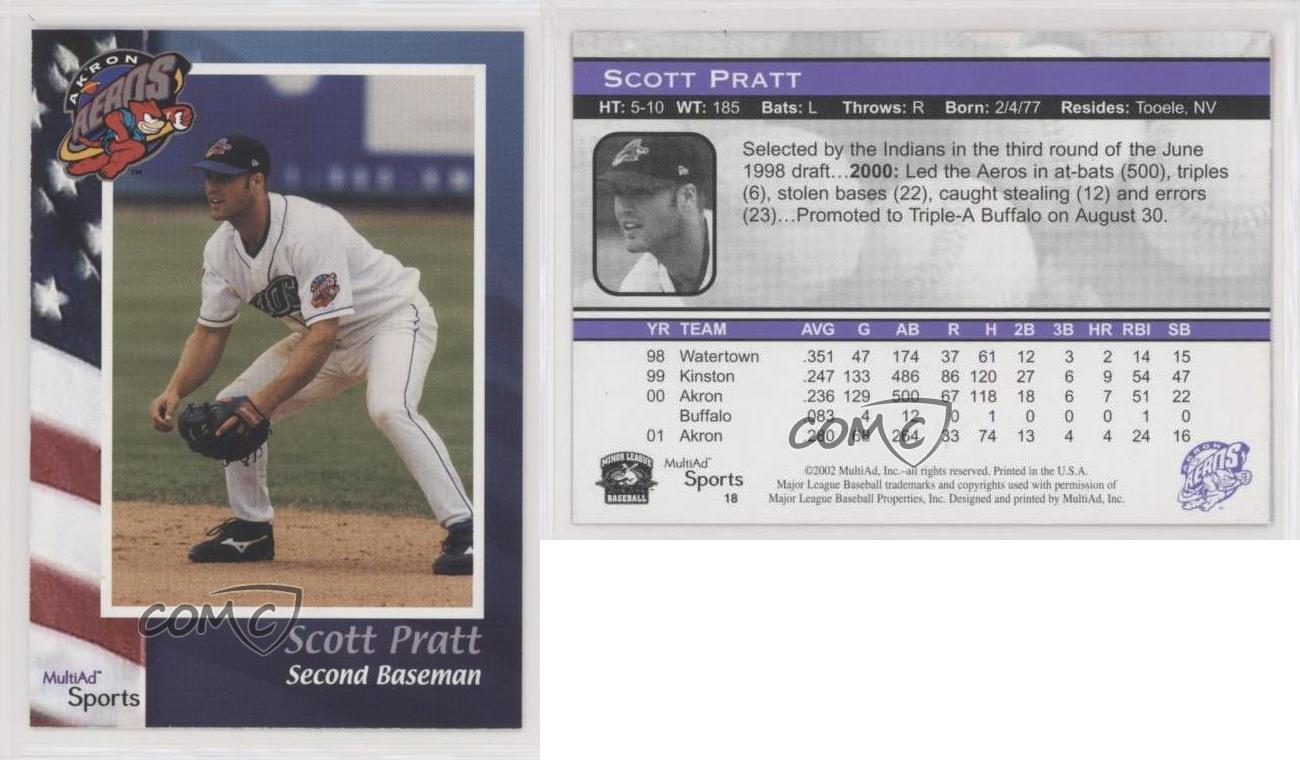 AKRON
AEROS
Scott Pratt
Second Baseman
MultiAd™
Sports
COMC
SCOTT PRATT
HT: 5-10 WT: 185 Bats: L Throws: R Born: 2/4/77 Resides: Tooele, NV
Selected by the Indians in the third round of the June
1998 draft...2000: Led the Aeros in at-bats (500), triples
(6), stolen bases (22), caught stealing (12) and errors
(23)...Promoted to Triple-A Buffalo on August 30.
YR TEAM AVG G AB R H 2B 3B HR RBI SB
98 Watertown .351 47 174 37 61 12 3 2 14 15
99 Kinston .247 133 486 86 120 27 6 9 54 47
00 Akron .236 129 500 67 118 18 6 7 51 22
Buffalo .083 4 12 0 1 0 0 0 1 0
01 Akron .280 68 264 33 74 13 4 4 24 16
COMC
MINOR LEAGUE
BASEBALL
MultiAd™
Sports
18
©2002 MultiAd, Inc.–all rights reserved. Printed in the U.S.A.
Major League Baseball trademarks and copyrights used with permission of
Major League Baseball Properties, Inc. Designed and printed by MultiAd, Inc.
AKRON
AEROS